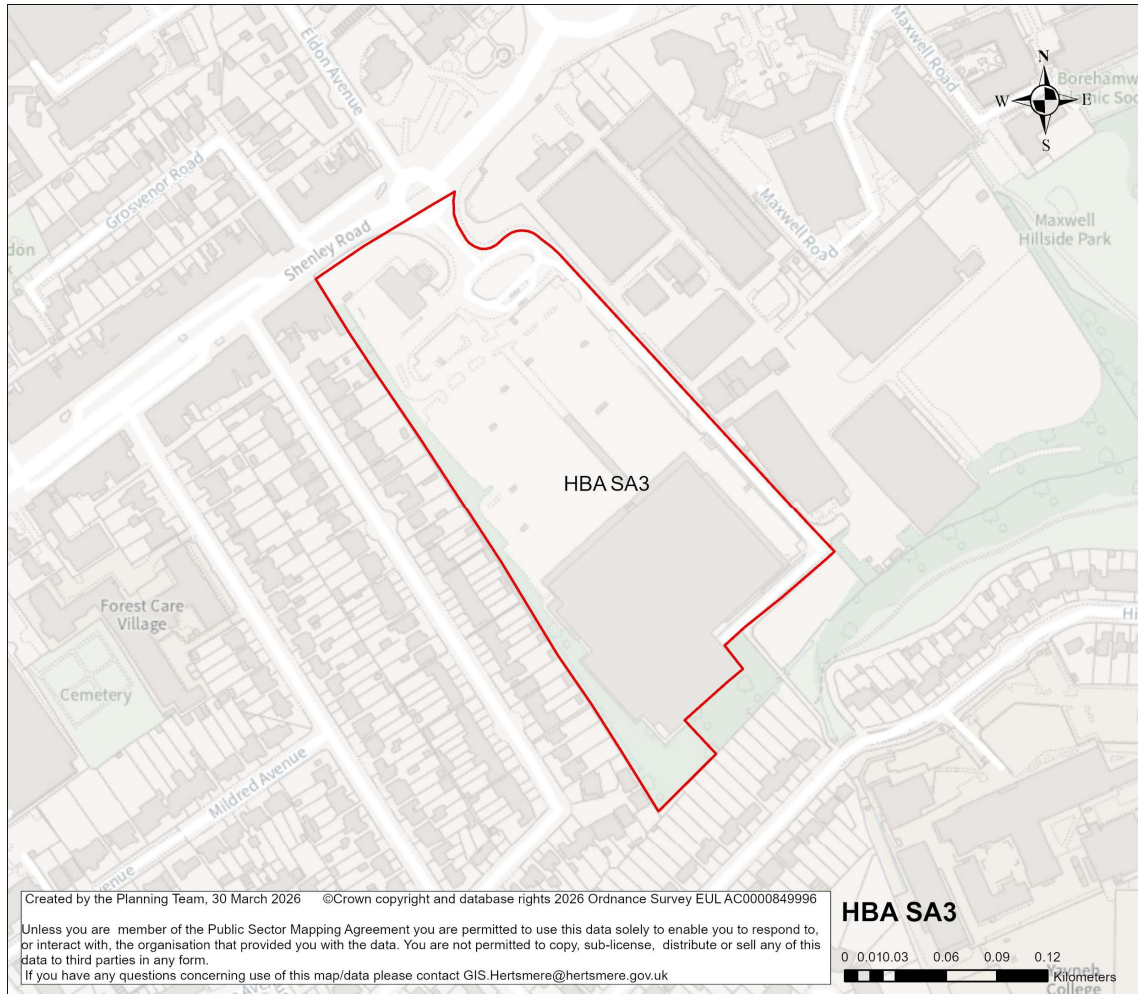 Eldon Avenue
Maxwell Road
N
W
E
S
Grosvenor Road
Maxwell Road
Maxwell
Hillside Park
Shenley Road
HBA SA3
Forest Care
Village
Cemetery
Mildred Avenue
Created by the Planning Team, 30 March 2026 ©Crown copyright and database rights 2026 Ordnance Survey EUL AC0000849996
Unless you are member of the Public Sector Mapping Agreement you are permitted to use this data solely to enable you to respond to,
or interact with, the organisation that provided you with the data. You are not permitted to copy, sub-license, distribute or sell any of this
data to third parties in any form.
If you have any questions concerning use of this map/data please contact GIS.Hertsmere@hertsmere.gov.uk
HBA SA3
0 0.01 0.03 0.06 0.09 0.12
Kilometers
Yavneh
College